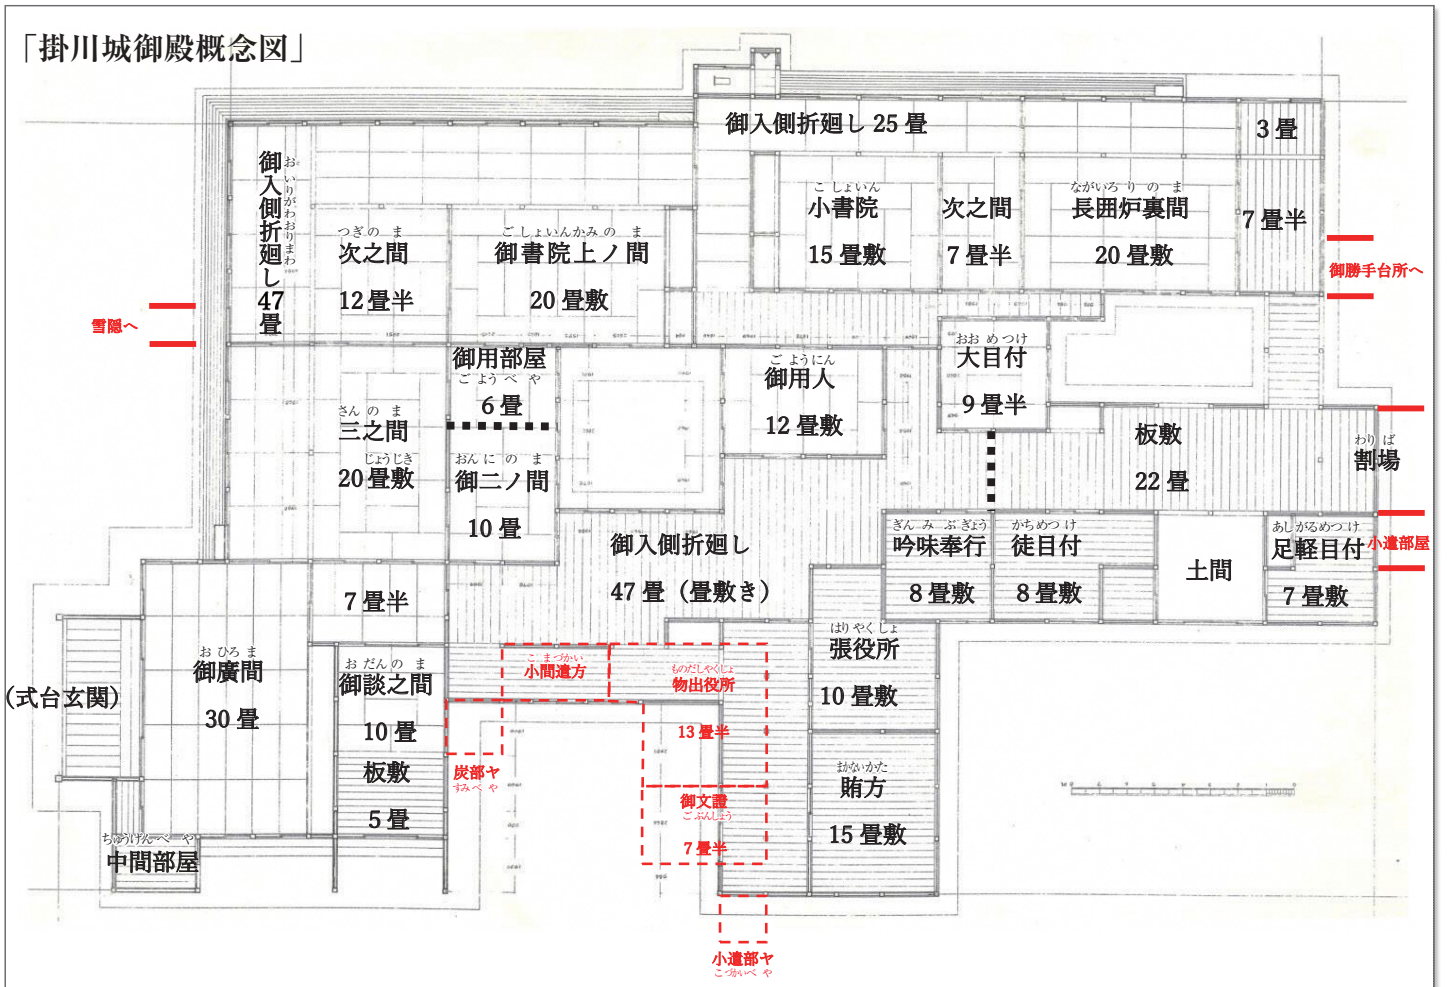 「掛川城御殿概念図」
御入側折廻し 25 畳
3 畳
おいりがわおりまわ
御入側折廻し 47 畳
こしょいん
小書院
15 畳敷
次之間
7 畳半
ながいろりのま
長囲炉裏間
20 畳敷
7 畳半
つぎのま
次之間
12 畳半
ごしょいんかみのま
御書院上ノ間
20 畳敷
御勝手台所へ
雪隠へ
御用部屋
ごようべや
6 畳
ごようにん
御用人
12 畳敷
おおめつけ
大目付
9 畳半
さんのま
三之間
じょうじき
20 畳敷
おんにのま
御二ノ間
10 畳
板敷
22 畳
わりば
割場
御入側折廻し
47 畳（畳敷き）
ぎんみぶぎょう
吟味奉行
8 畳敷
かちめつけ
徒目付
8 畳敷
土間
あしがるめつけ
足軽目付
7 畳敷
小遣部屋
7 畳半
おひろま
御廣間
30 畳
(式台玄関)
おだんのま
御談之間
10 畳
板敷
5 畳
こまづかい
小間遣方
ものだしやくしょ
物出役所
13 畳半
はりやくしょ
張役所
10 畳敷
炭部ヤ
すみべや
御文證
ごぶんしょう
7 畳半
まかないかた
賄方
15 畳敷
ちゅうげんべや
中間部屋
小遣部ヤ
こづかいべや